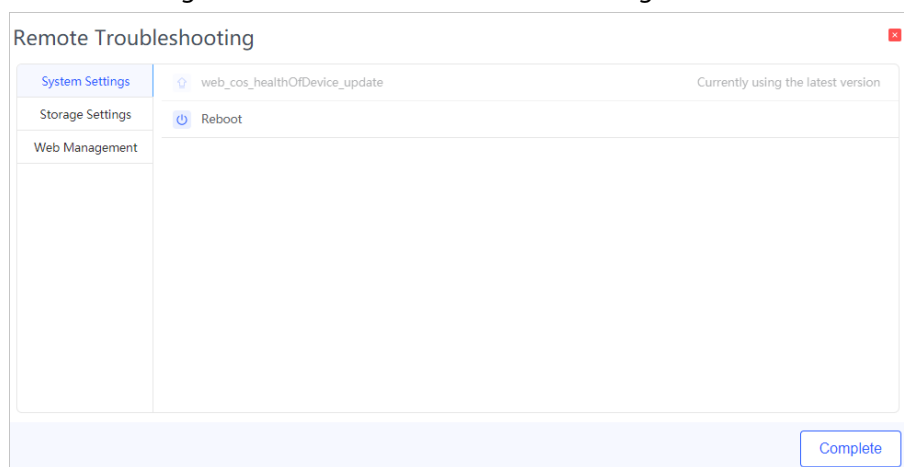 Remote Troubleshooting
System Settings
web_cos_healthOfDevice_update
Currently using the latest version
Storage Settings
Reboot
Web Management
Complete